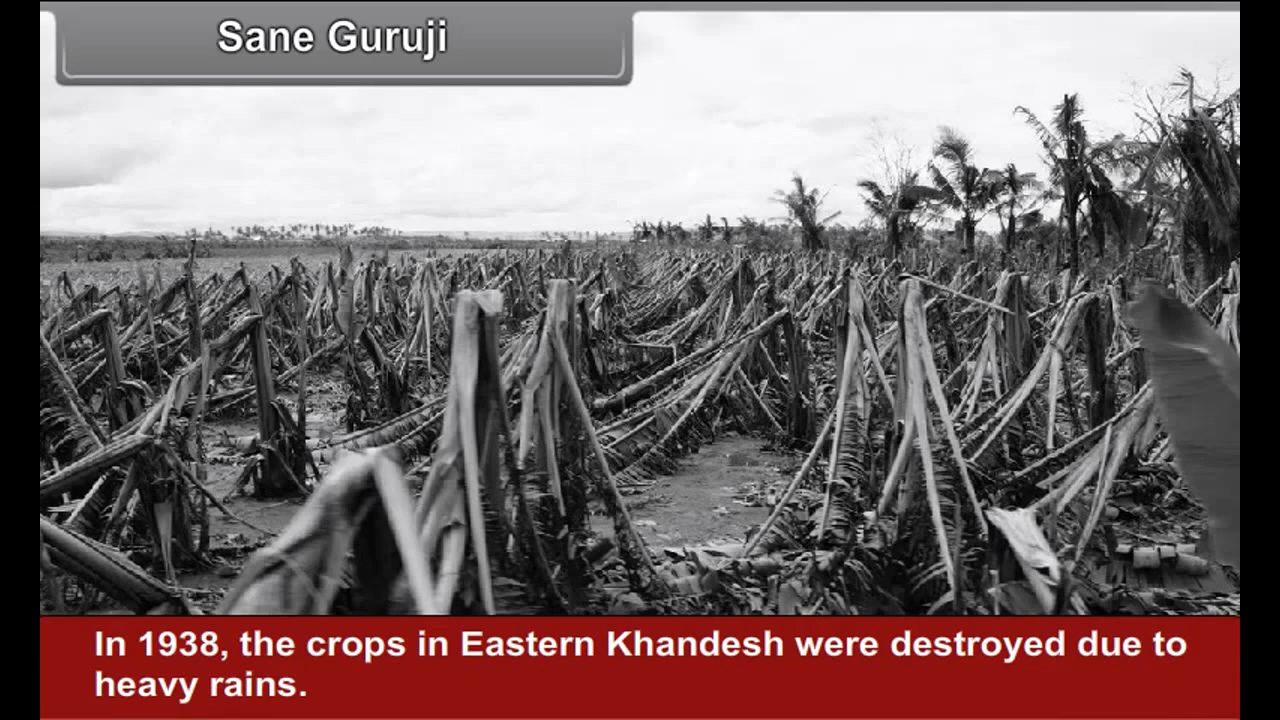 Sane Guruji
In 1938, the crops in Eastern Khandesh were destroyed due to
heavy rains.